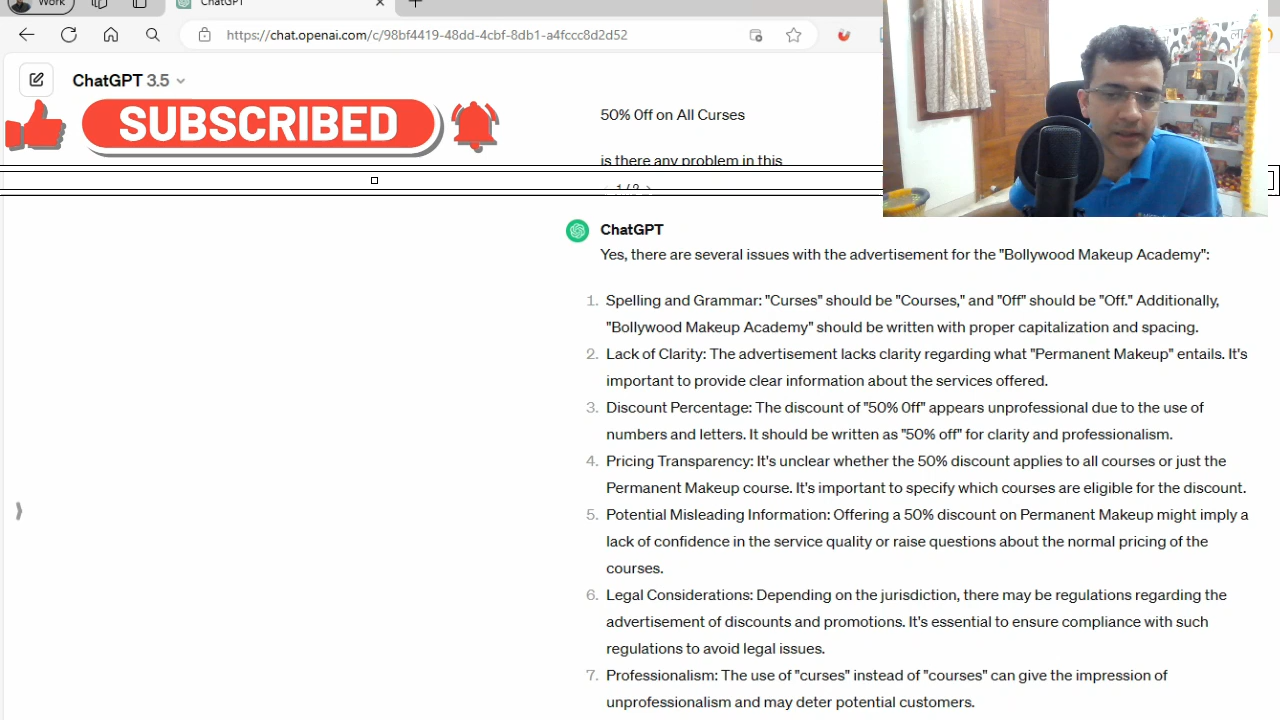 Work
ChatGPT
https://chat.openai.com/c/98bf4419-48dd-4cbf-8db1-a4fccc8d2d52
ChatGPT 3.5
SUBSCRIBED
50% 0ff on All Curses
is there any problem in this
ChatGPT
Yes, there are several issues with the advertisement for the "Bollywood Makeup Academy":
1. Spelling and Grammar: "Curses" should be "Courses," and "0ff" should be "Off." Additionally,
"Bollywood Makeup Academy" should be written with proper capitalization and spacing.
2. Lack of Clarity: The advertisement lacks clarity regarding what "Permanent Makeup" entails. It's
important to provide clear information about the services offered.
3. Discount Percentage: The discount of "50% 0ff" appears unprofessional due to the use of
numbers and letters. It should be written as "50% off" for clarity and professionalism.
4. Pricing Transparency: It's unclear whether the 50% discount applies to all courses or just the
Permanent Makeup course. It's important to specify which courses are eligible for the discount.
5. Potential Misleading Information: Offering a 50% discount on Permanent Makeup might imply a
lack of confidence in the service quality or raise questions about the normal pricing of the
courses.
6. Legal Considerations: Depending on the jurisdiction, there may be regulations regarding the
advertisement of discounts and promotions. It's essential to ensure compliance with such
regulations to avoid legal issues.
7. Professionalism: The use of "curses" instead of "courses" can give the impression of
unprofessionalism and may deter potential customers.